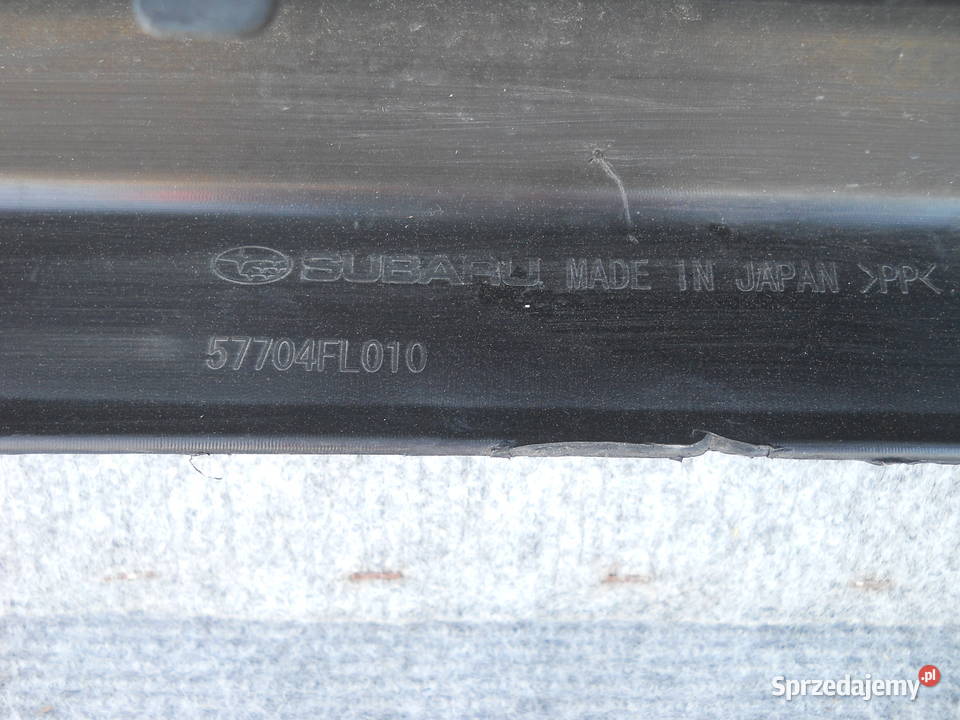 SUBARU MADE IN JAPAN >PP<
57704FL010
Sprzedajemy.pl